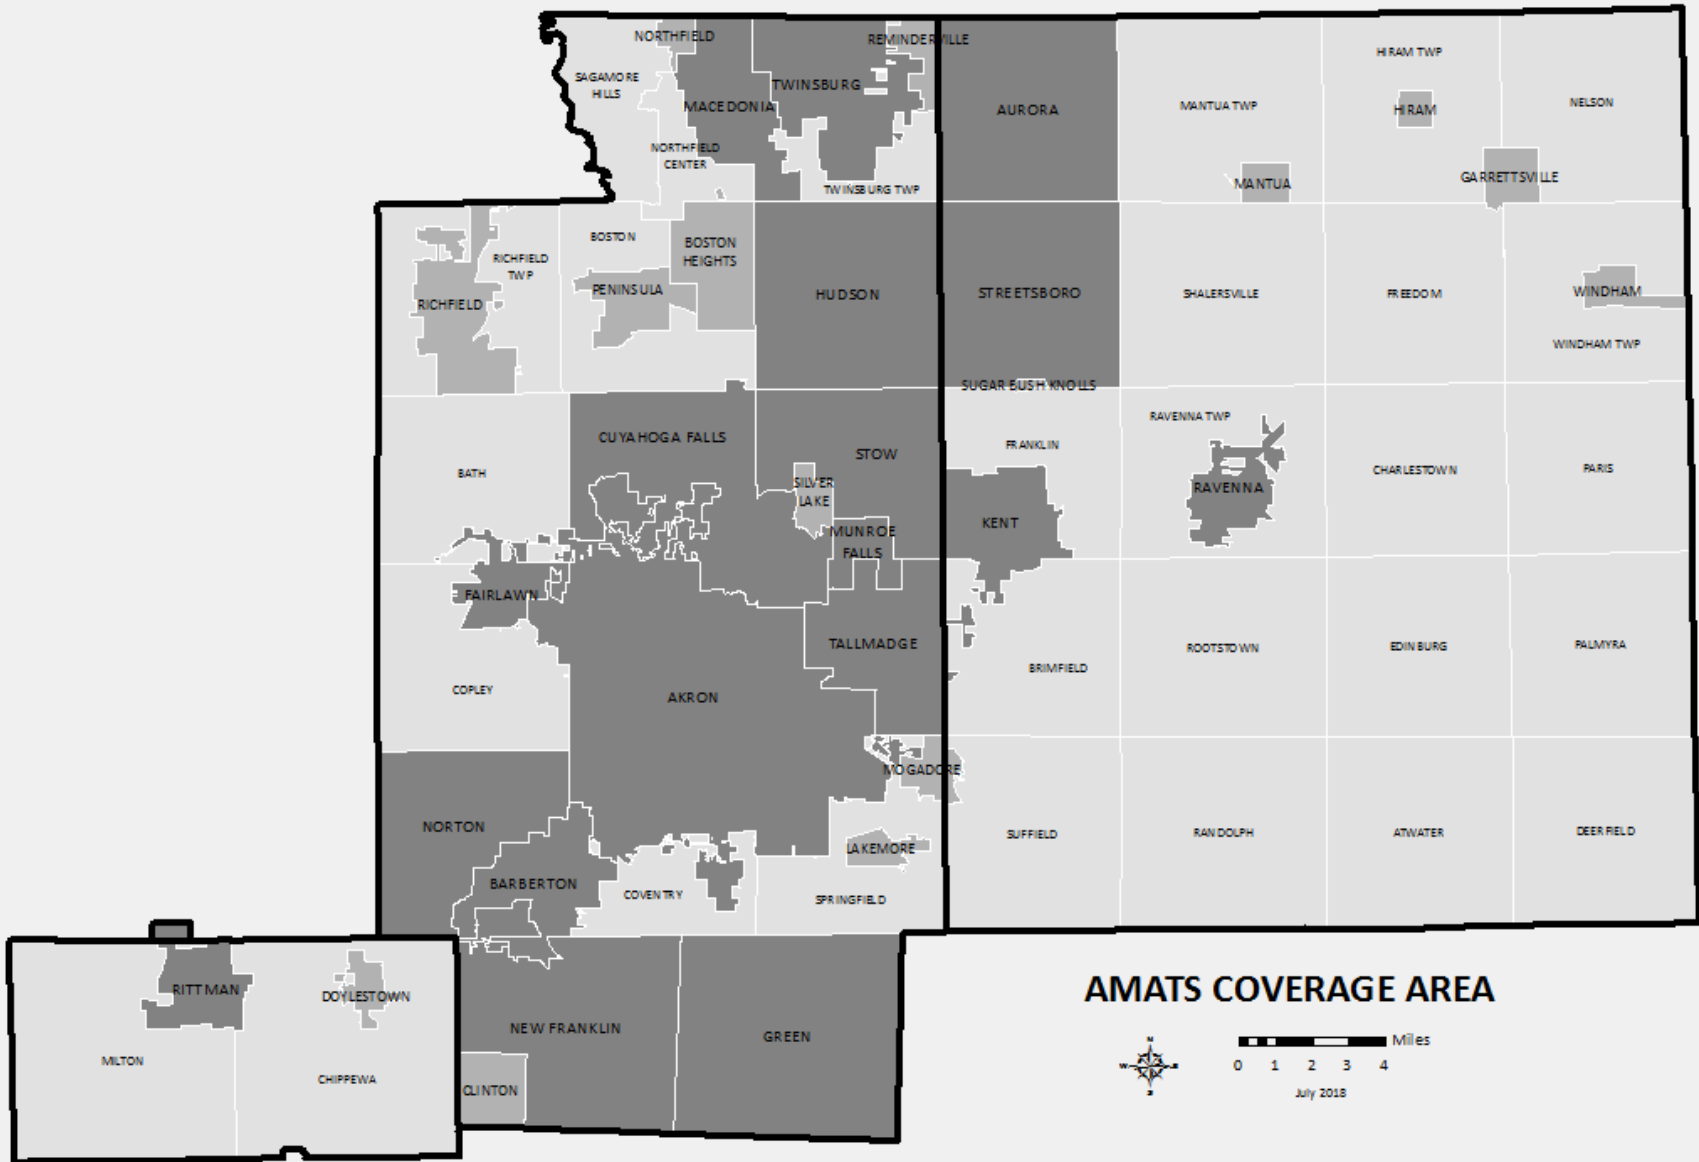 NORTHFIELD
REMINDERVILLE
SAGAMORE
HILLS
TWINSBURG
MACEDONIA
NORTHFIELD
CENTER
TWINSBURG TWP
AURORA
MANTUA TWP
HIRAM TWP
HIRAM
NELSON
MANTUA
GARRETTSVILLE
RICHFIELD
TWP
RICHFIELD
BOSTON
BOSTON
HEIGHTS
PENINSULA
HUDSON
STREETSBORO
SHALERSVILLE
FREEDOM
WINDHAM
WINDHAM TWP
SUGAR BUSH KNOLLS
BATH
CUYAHOGA FALLS
STOW
SILVER
LAKE
MUNROE
FALLS
FRANKLIN
KENT
RAVENNA TWP
RAVENNA
CHARLESTOWN
PARIS
FAIRLAWN
COPLEY
AKRON
TALLMADGE
BRIMFIELD
ROOTSTOWN
EDINBURG
PALMYRA
MOGADORE
NORTON
BARBERTON
COVENTRY
LAKEMORE
SPRINGFIELD
SUFFIELD
RANDOLPH
ATWATER
DEERFIELD
RITTMAN
DOYLESTOWN
MILTON
CHIPPEWA
NEW FRANKLIN
CLINTON
GREEN
AMATS COVERAGE AREA
N
W E
S
Miles
0 1 2 3 4
July 2018